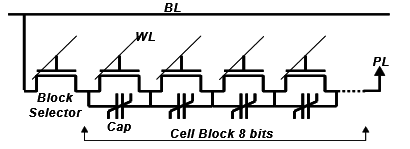 BL
WL
PL
Block
Selector
Cap
Cell Block 8 bits